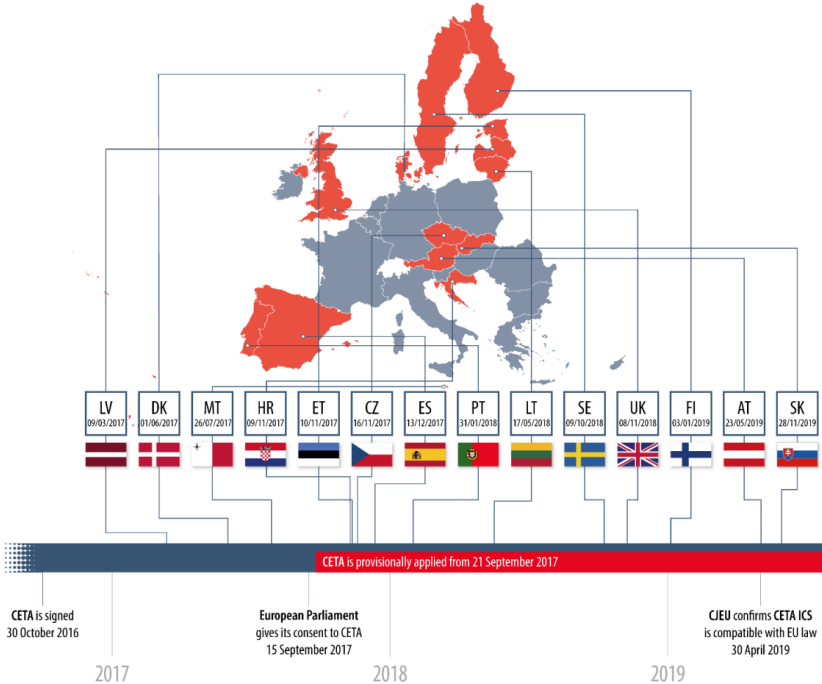 LV
09/03/2017
DK
01/06/2017
MT
26/07/2017
HR
09/11/2017
ET
10/11/2017
CZ
16/11/2017
ES
13/12/2017
PT
31/01/2018
LT
17/05/2018
SE
09/10/2018
UK
08/11/2018
FI
03/01/2019
AT
23/05/2019
SK
28/11/2019
CETA is provisionally applied from 21 September 2017
CETA is signed
30 October 2016
European Parliament
gives its consent to CETA
15 September 2017
CJEU confirms CETA ICS
is compatible with EU law
30 April 2019
2017
2018
2019